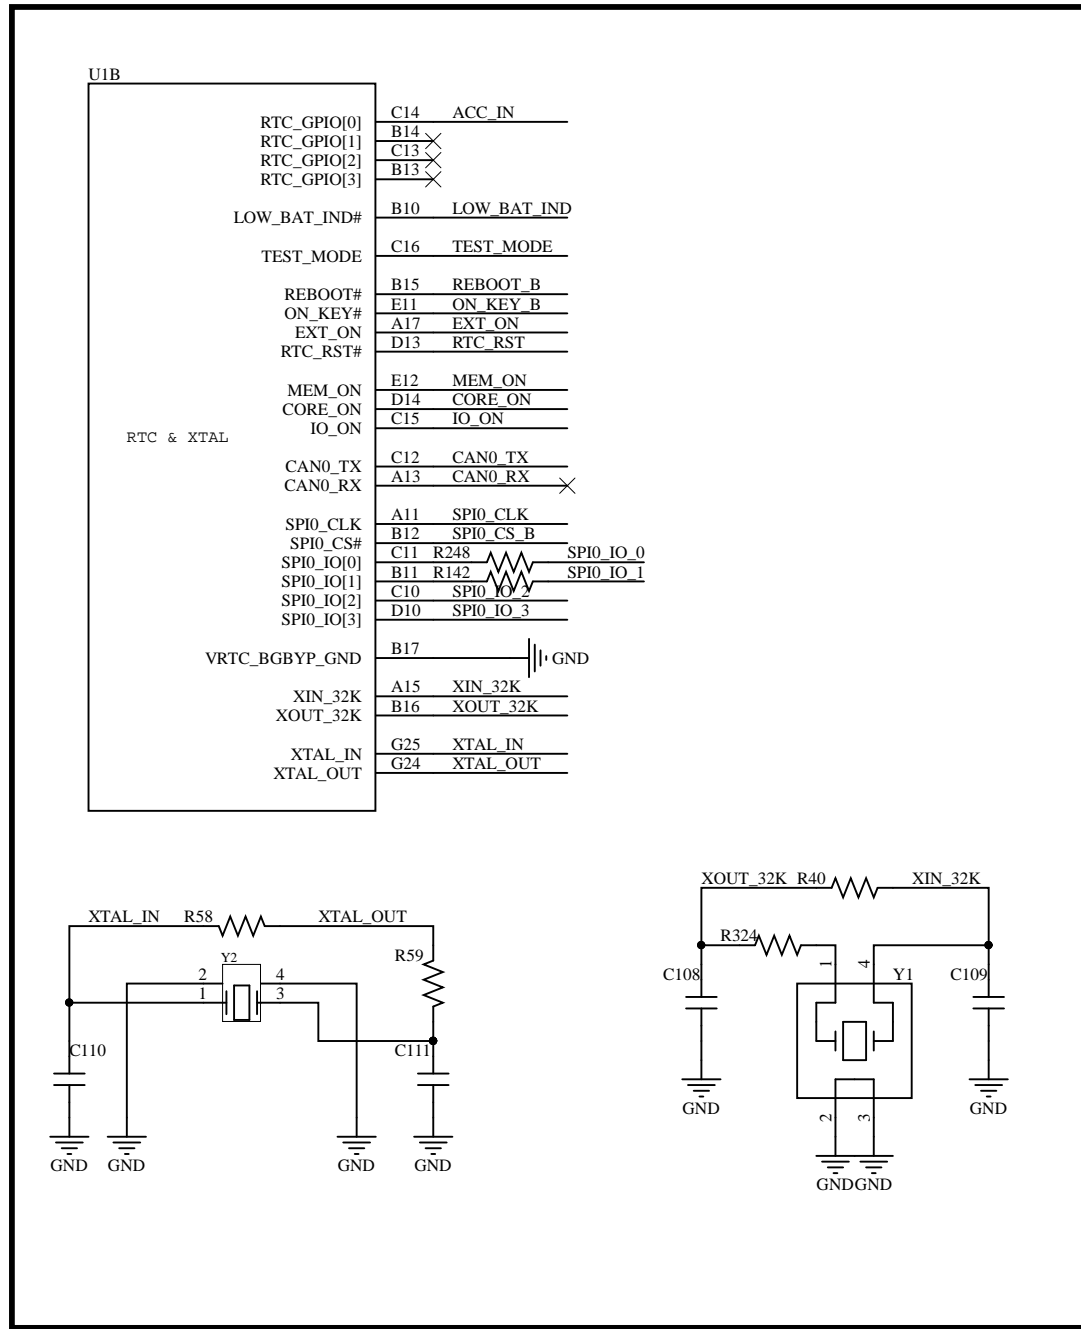 U1B
RTC_GPIO[0] C14 ACC_IN
RTC_GPIO[1] B14
RTC_GPIO[2] C13
RTC_GPIO[3] B13
LOW_BAT_IND# B10 LOW_BAT_IND
TEST_MODE C16 TEST_MODE
REBOOT# B15 REBOOT_B
ON_KEY# E11 ON_KEY_B
EXT_ON A17 EXT_ON
RTC_RST# D13 RTC_RST
MEM_ON E12 MEM_ON
CORE_ON D14 CORE_ON
IO_ON C15 IO_ON
RTC & XTAL
CAN0_TX C12 CAN0_TX
CAN0_RX A13 CAN0_RX
SPI0_CLK A11 SPI0_CLK
SPI0_CS# B12 SPI0_CS_B
SPI0_IO[0] C11 R248 SPI0_IO_0
SPI0_IO[1] B11 R142 SPI0_IO_1
SPI0_IO[2] C10 SPI0_IO_2
SPI0_IO[3] D10 SPI0_IO_3
VRTC_BGBYP_GND B17 GND
XIN_32K A15 XIN_32K
XOUT_32K B16 XOUT_32K
XTAL_IN G25 XTAL_IN
XTAL_OUT G24 XTAL_OUT
XTAL_IN R58 XTAL_OUT
R59
Y2
2 4
1 3
C110 C111
GND GND GND GND
XOUT_32K R40 XIN_32K
R324
1 4
C108 Y1 C109
GND GND
2 3
GND GND